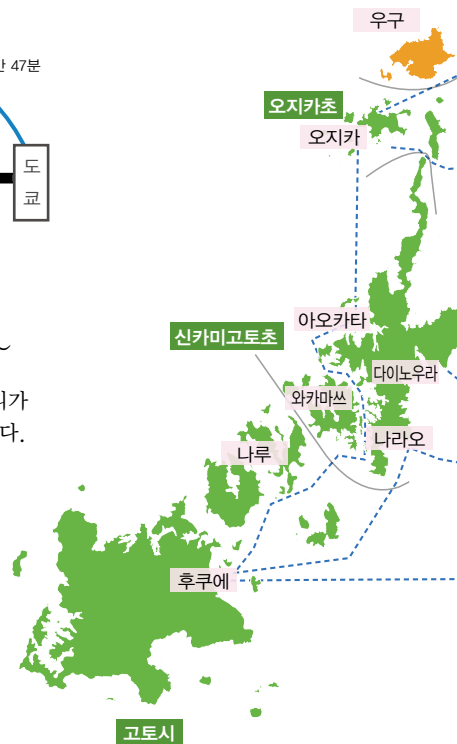 우구
간 47분
오지카초
도
쿄
오지카
아오카타
신카미고토초
다이노우라
와카마쓰
나라오
다.
나루
후쿠에
고토시